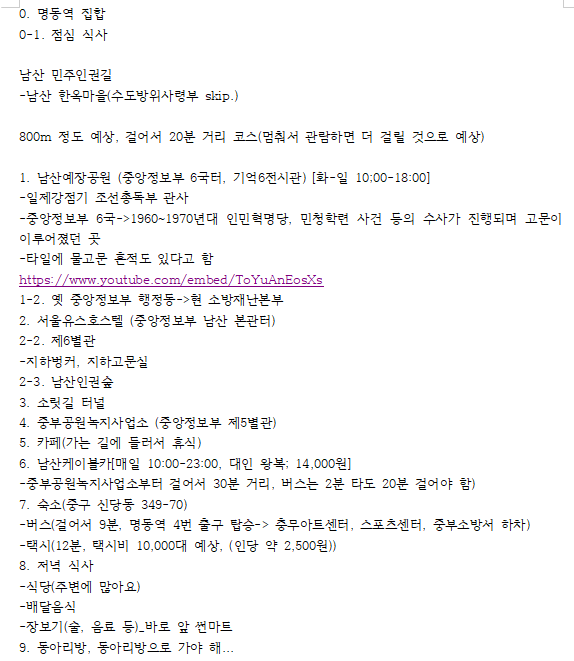 0. 명동역 집합
0-1. 점심 식사
남산 민주인권길
-남산 한옥마을(수도방위사령부 skip.)
800m 정도 예상, 걸어서 20분 거리 코스(멈춰서 관람하면 더 걸릴 것으로 예상)
1. 남산예장공원 (중앙정보부 6국터, 기억6전시관) [화-일 10;00-18:00]
-일제강점기 조선총독부 관사
-중앙정보부 6국->1960~1970년대 인민혁명당, 민청학련 사건 등의 수사가 진행되며 고문이
이루어졌던 곳
-타일에 물고문 흔적도 있다고 함
https://www.youtube.com/embed/ToYuAnEosXs
1-2. 옛 중앙정보부 행정동->현 소방재난본부
2. 서울유스호스텔 (중앙정보부 남산 본관터)
2-2. 제6별관
-지하벙커, 지하고문실
2-3. 남산인권숲
3. 소릿길 터널
4. 중부공원녹지사업소 (중앙정보부 제5별관)
5. 카페(가는 길에 들러서 휴식)
6. 남산케이블카[매일 10:00-23:00, 대인 왕복; 14,000원]
-중부공원녹지사업소부터 걸어서 30분 거리, 버스는 2분 타도 20분 걸어야 함)
7. 숙소(중구 신당동 349-70)
-버스(걸어서 9분, 명동역 4번 출구 탑승-> 충무아트센터, 스포츠센터, 중부소방서 하차)
-택시(12분, 택시비 10,000대 예상, (인당 약 2,500원))
8. 저녁 식사
-식당(주변에 많아요)
-배달음식
-장보기(술, 음료 등)_바로 앞 썬마트
9. 동아리방, 동아리방으로 가야 해...